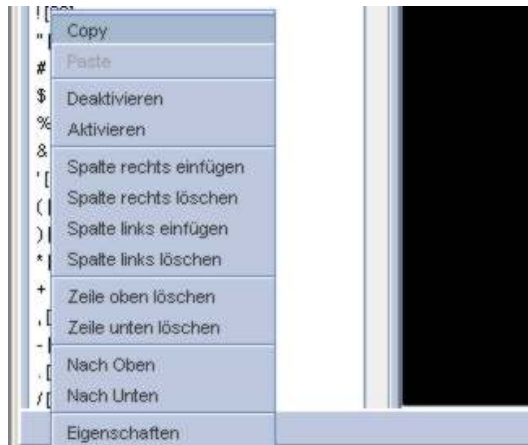 !
Copy
"
Paste
#
$
Deaktivieren
%
Aktivieren
&
Spalte rechts einfügen
'[
Spalte rechts löschen
(
Spalte links einfügen
)
Spalte links löschen
*
+
Zeile oben löschen
,[
Zeile unten löschen
-
Nach Oben
.[
Nach Unten
/[
Eigenschaften